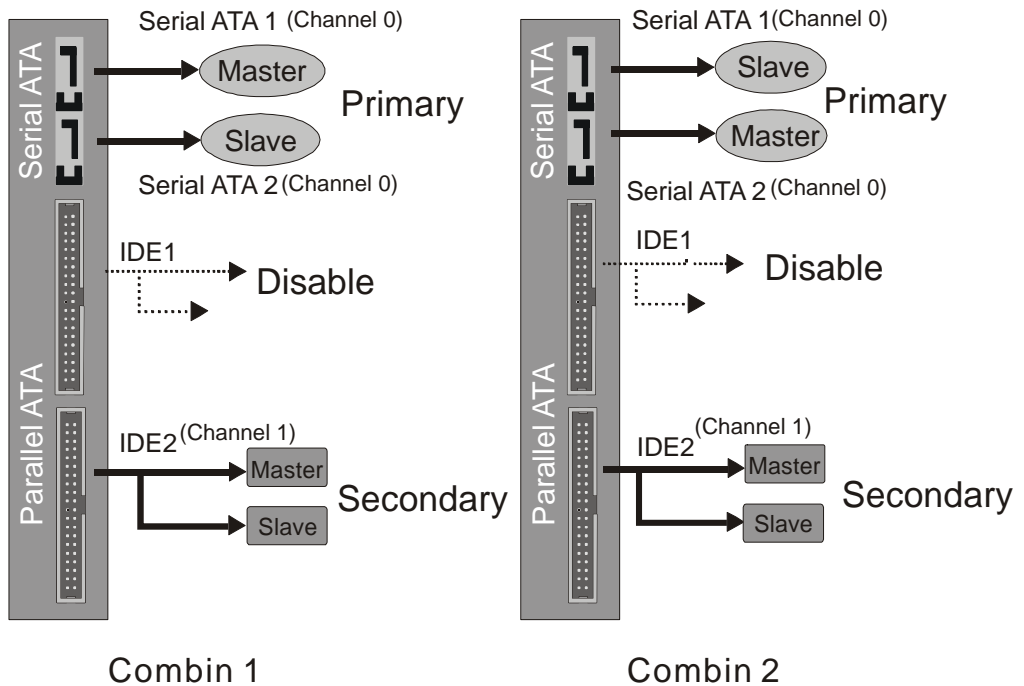 Serial ATA 1 (Channel 0)
Serial ATA
Master
Primary
Slave
Serial ATA 2 (Channel 0)
IDE1
Disable
Parallel ATA
IDE2 (Channel 1)
Master
Secondary
Slave
Combin 1
Serial ATA 1 (Channel 0)
Serial ATA
Slave
Primary
Master
Serial ATA 2 (Channel 0)
IDE1
Disable
Parallel ATA
IDE2 (Channel 1)
Master
Secondary
Slave
Combin 2